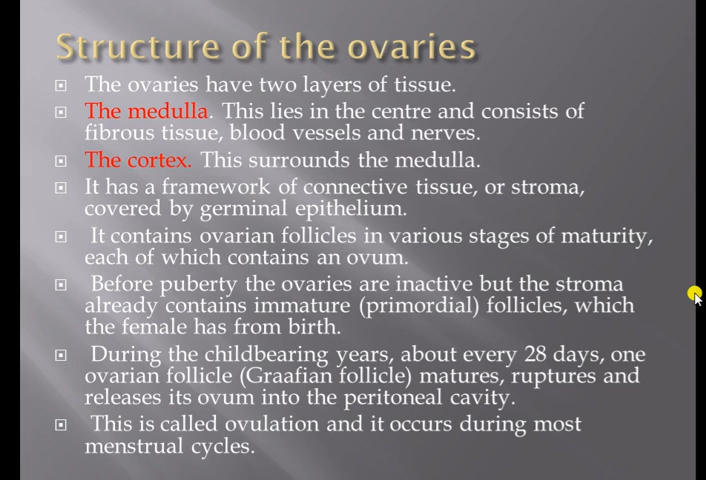 Structure of the ovaries
The ovaries have two layers of tissue.
The medulla. This lies in the centre and consists of
fibrous tissue, blood vessels and nerves.
The cortex. This surrounds the medulla.
It has a framework of connective tissue, or stroma,
covered by germinal epithelium.
It contains ovarian follicles in various stages of maturity,
each of which contains an ovum.
Before puberty the ovaries are inactive but the stroma
already contains immature (primordial) follicles, which
the female has from birth.
During the childbearing years, about every 28 days, one
ovarian follicle (Graafian follicle) matures, ruptures and
releases its ovum into the peritoneal cavity.
This is called ovulation and it occurs during most
menstrual cycles.